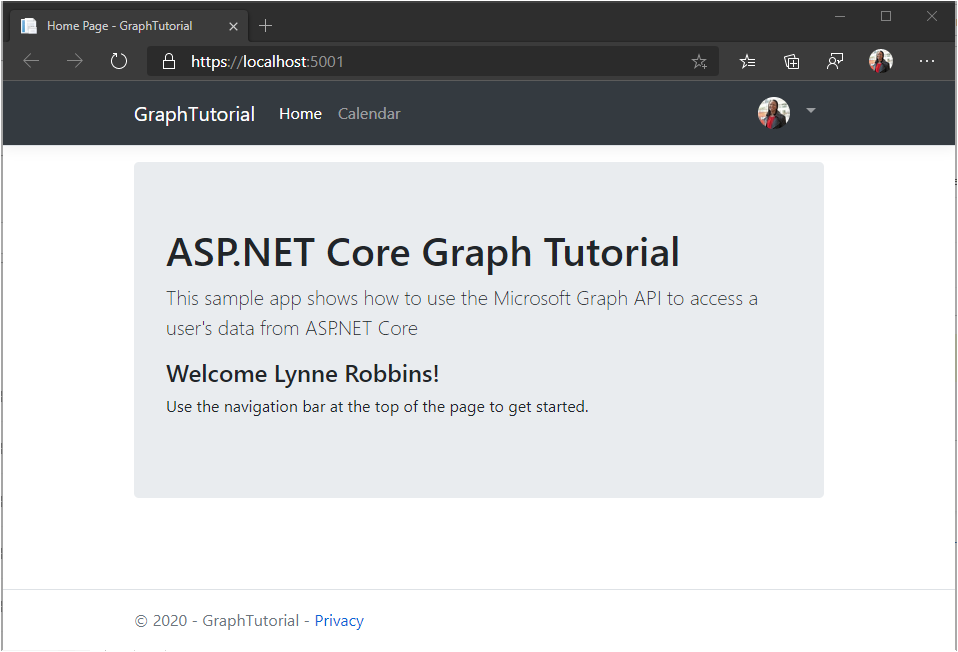 Home Page - GraphTutorial
https://localhost:5001
GraphTutorial Home Calendar
ASP.NET Core Graph Tutorial
This sample app shows how to use the Microsoft Graph API to access a
user's data from ASP.NET Core
Welcome Lynne Robbins!
Use the navigation bar at the top of the page to get started.
© 2020 - GraphTutorial - Privacy